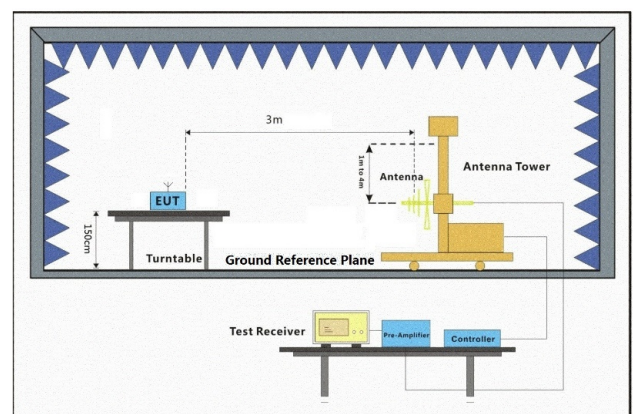 3m
1m to 4m
Antenna
Antenna Tower
EUT
150cm
Turntable
Ground Reference Plane
Test Receiver
Pre-Amplifier
Controller